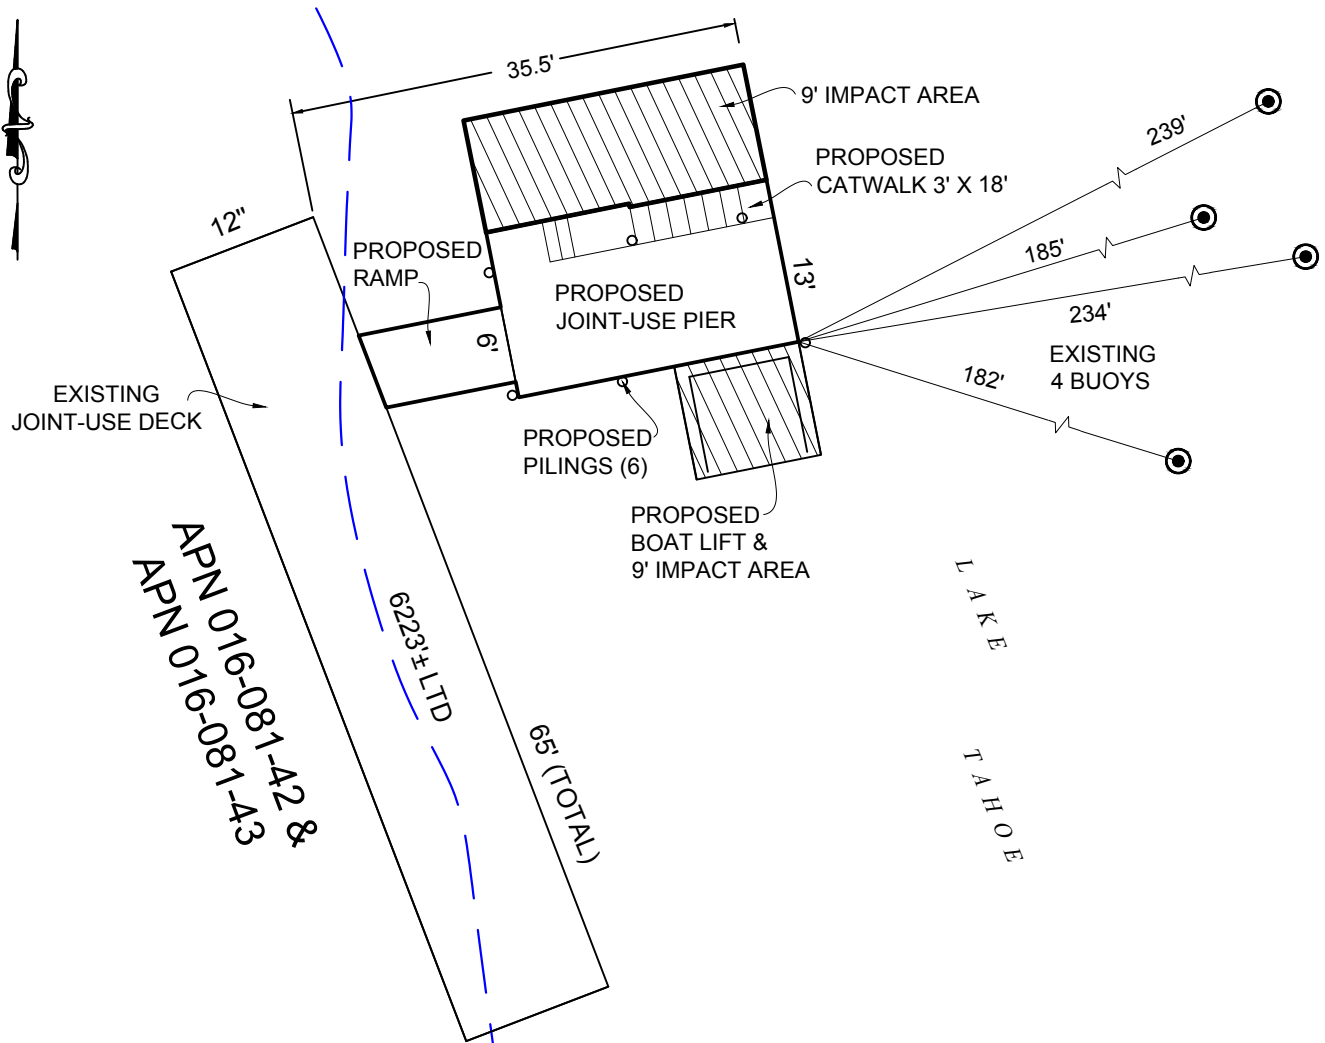 35.5'
9' IMPACT AREA
239'
PROPOSED
CATWALK 3' X 18'
12"
PROPOSED
RAMP
185'
13'
PROPOSED
JOINT-USE PIER
234'
6'
EXISTING
4 BUOYS
182'
EXISTING
JOINT-USE DECK
PROPOSED
PILINGS (6)
PROPOSED
BOAT LIFT &
9' IMPACT AREA
APN 016-081-42 &
APN 016-081-43
6223'± LTD
65' (TOTAL)
LAKE
TAHOE